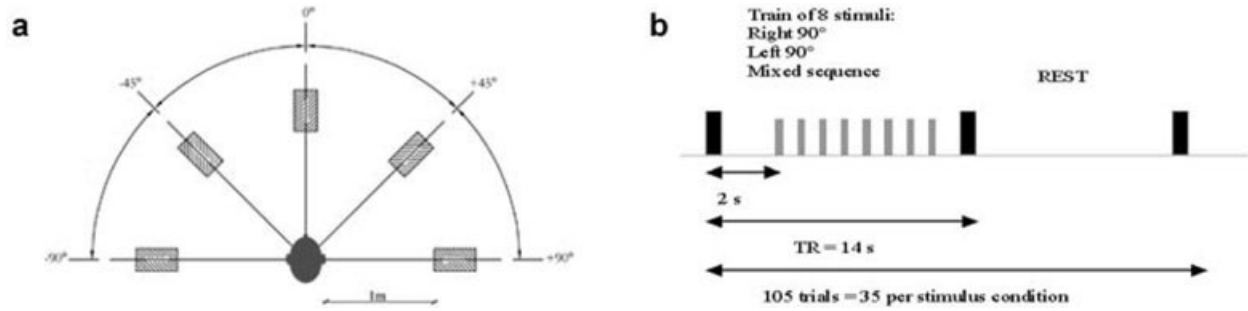 a
0°
-45°
+45°
-90°
+90°
1m
b
Train of 8 stimuli:
Right 90°
Left 90°
Mixed sequence
REST
2 s
TR = 14 s
105 trials = 35 per stimulus condition